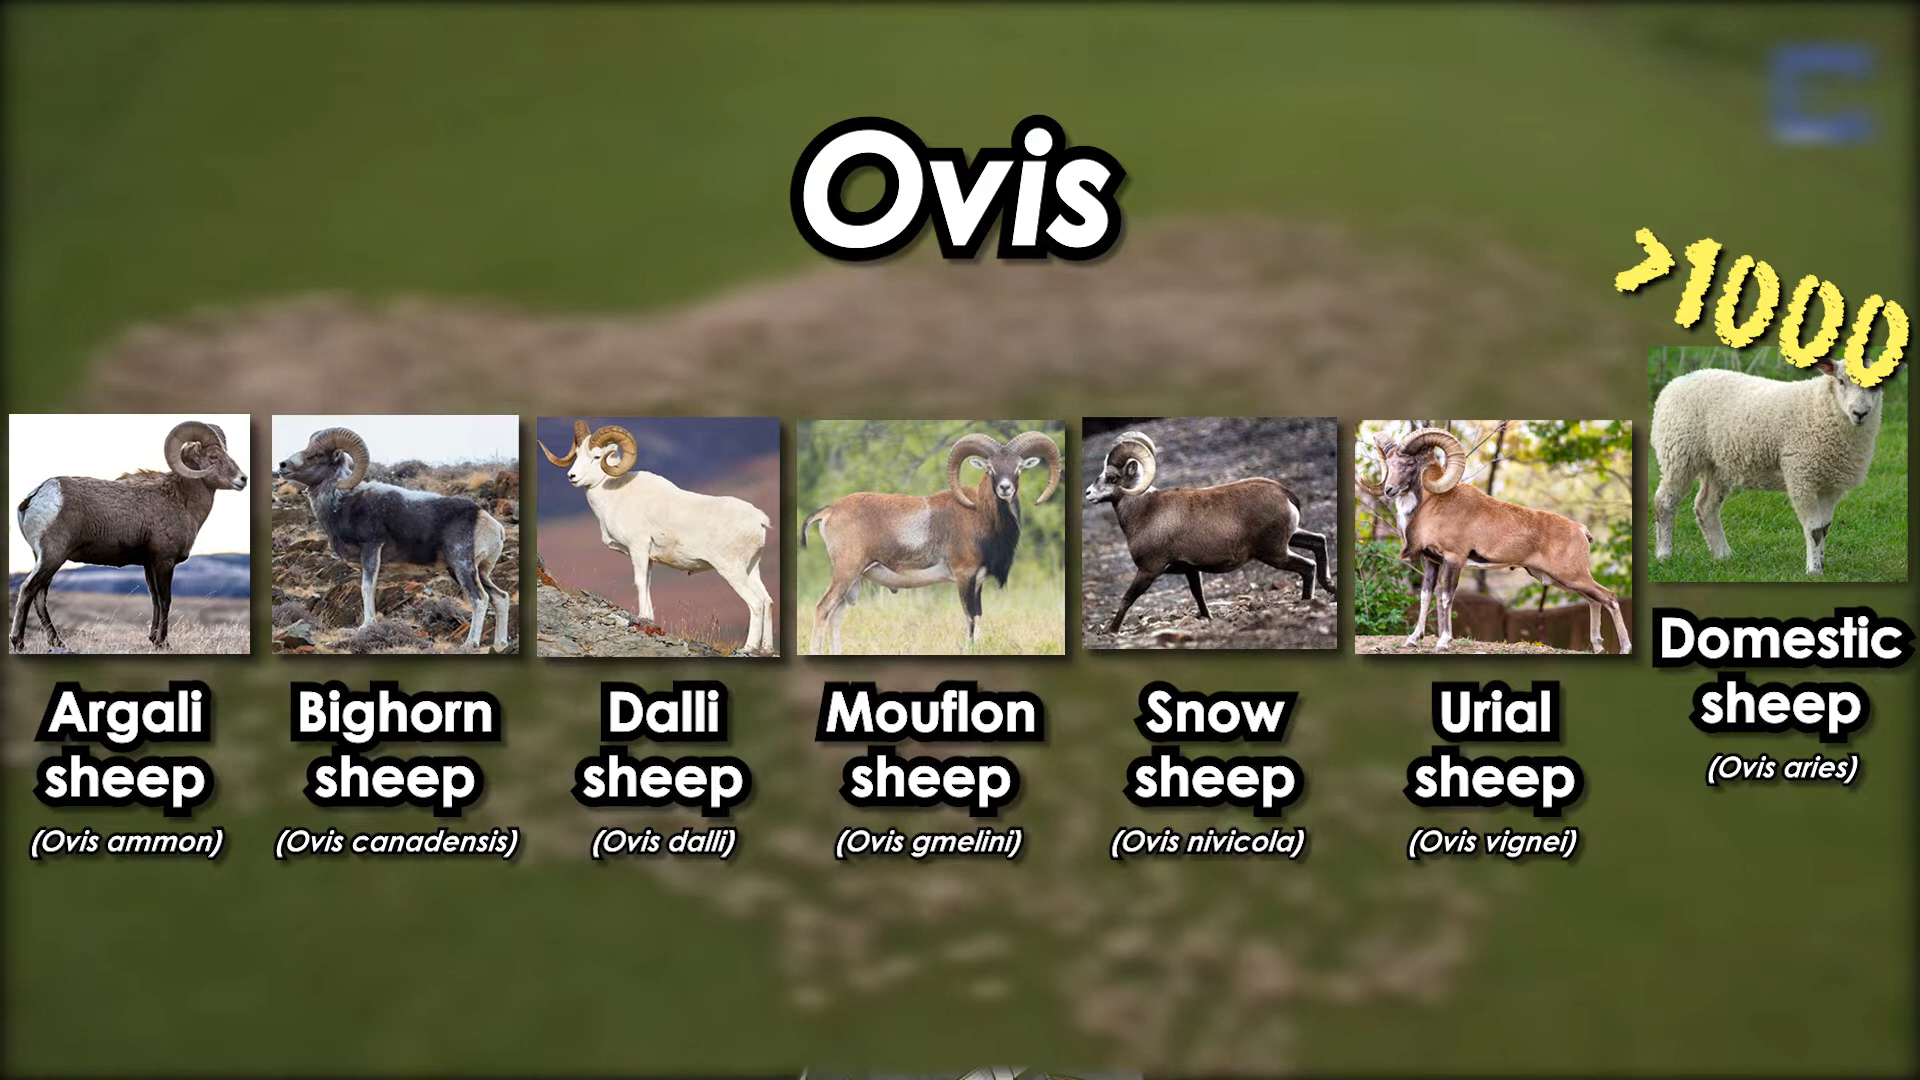 Ovis
>1000
Argali
sheep
(Ovis ammon)
Bighorn
sheep
(Ovis canadensis)
Dalli
sheep
(Ovis dalli)
Mouflon
sheep
(Ovis gmelini)
Snow
sheep
(Ovis nivicola)
Urial
sheep
(Ovis vignei)
Domestic
sheep
(Ovis aries)